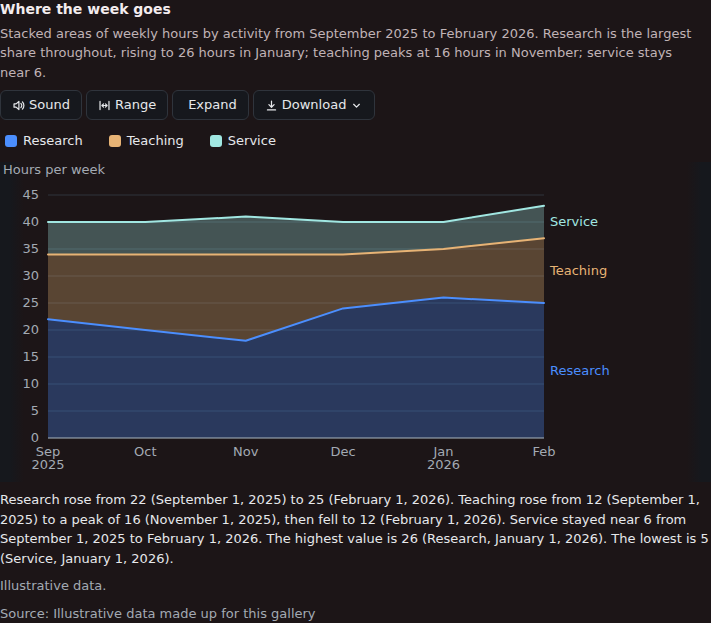 Where the week goes
Stacked areas of weekly hours by activity from September 2025 to February 2026. Research is the largest
share throughout, rising to 26 hours in January; teaching peaks at 16 hours in November; service stays
near 6.
Sound
Range
Expand
Download
Research
Teaching
Service
Hours per week
45
40
35
30
25
20
15
10
5
0
Service
Teaching
Research
Sep
2025
Oct
Nov
Dec
Jan
2026
Feb
Research rose from 22 (September 1, 2025) to 25 (February 1, 2026). Teaching rose from 12 (September 1,
2025) to a peak of 16 (November 1, 2025), then fell to 12 (February 1, 2026). Service stayed near 6 from
September 1, 2025 to February 1, 2026. The highest value is 26 (Research, January 1, 2026). The lowest is 5
(Service, January 1, 2026).
Illustrative data.
Source: Illustrative data made up for this gallery